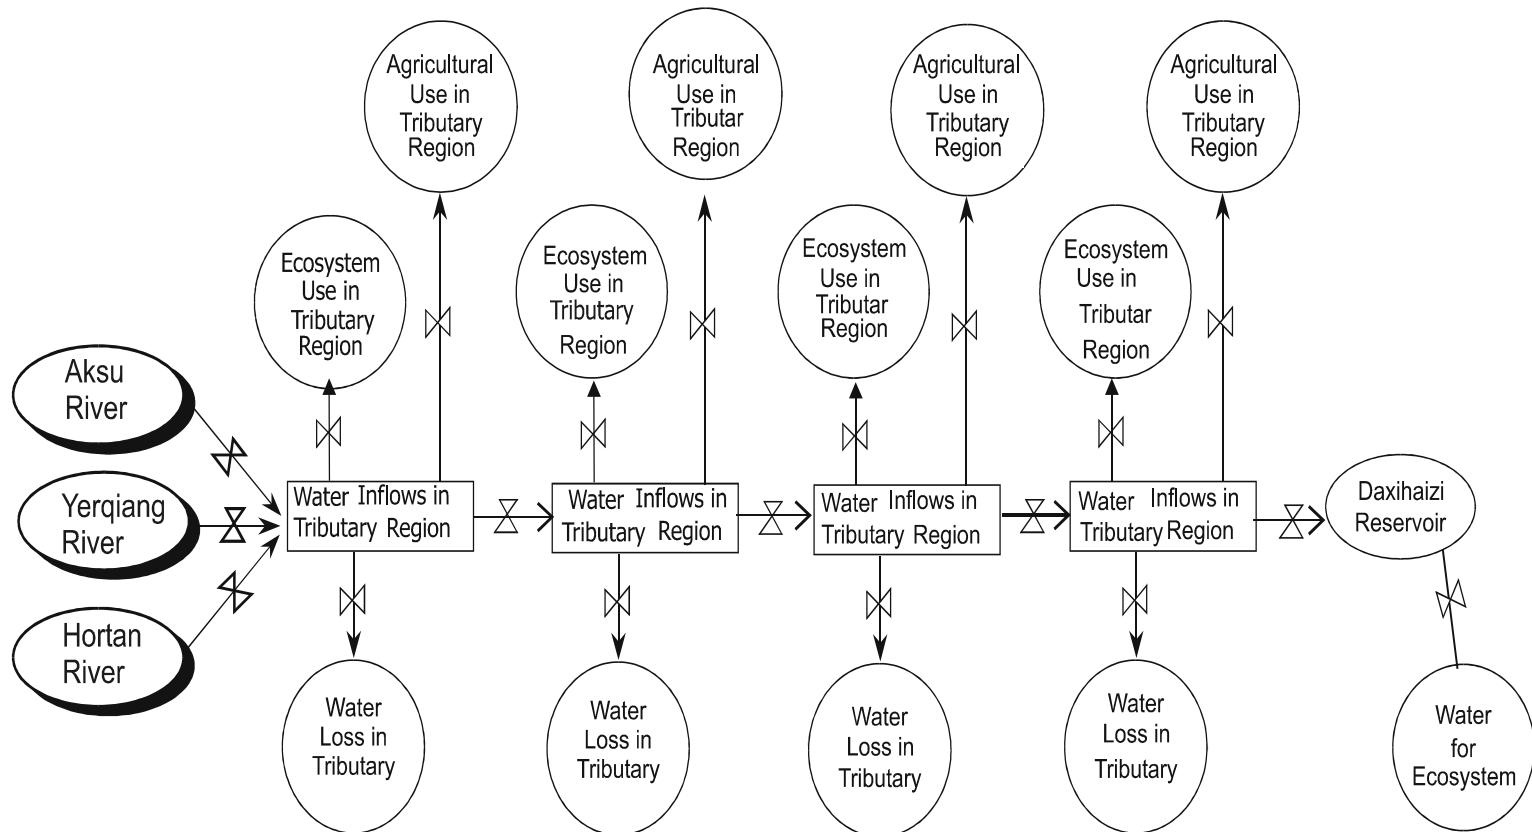 Agricultural
Use in
Tributary
Region
Agricultural
Use in
Tributar
Region
Agricultural
Use in
Tributary
Region
Agricultural
Use in
Tributary
Region
Ecosystem
Use in
Tributary
Region
Ecosystem
Use in
Tributary
Region
Ecosystem
Use in
Tributar
Region
Ecosystem
Use in
Tributar
Region
Aksu
River
Yerqiang
River
Hortan
River
Water Inflows in
Tributary Region
Water Inflows in
Tributary Region
Water Inflows in
Tributary Region
Water Inflows in
Tributary Region
Daxihaizi
Reservoir
Water
Loss in
Tributary
Water
Loss in
Tributary
Water
Loss in
Tributary
Water
Loss in
Tributary
Water
for
Ecosystem